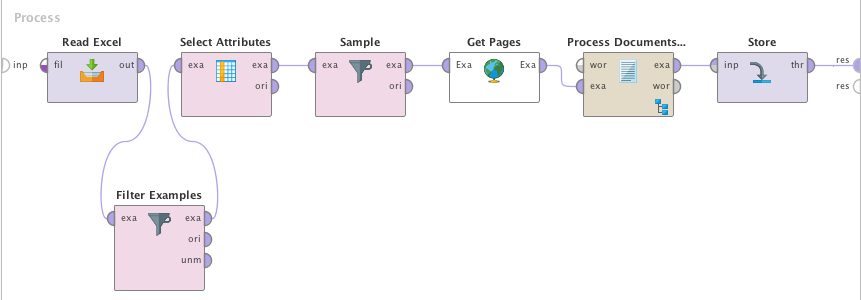 Process
Read Excel
Select Attributes
Sample
Get Pages
Process Documents...
Store
inp
fil
out
exa
exa
ori
exa
exa
ori
Exa
Exa
wor
exa
exa
wor
inp
thr
res
res
Filter Examples
exa
exa
ori
unm